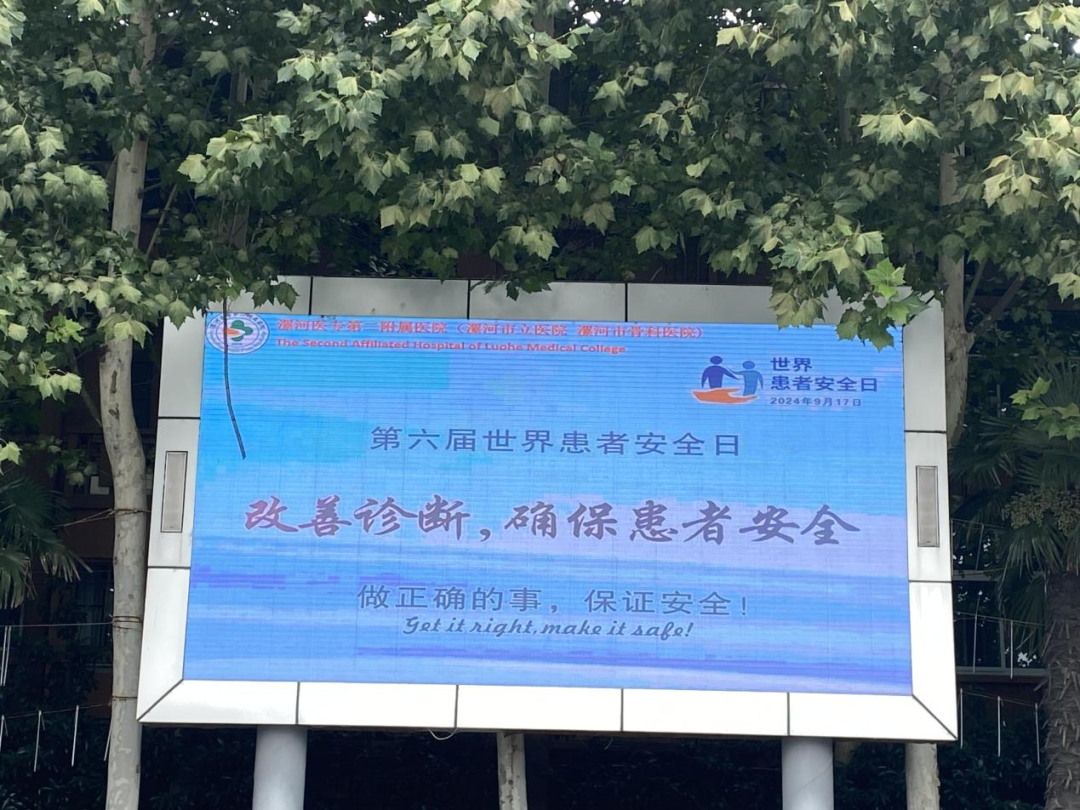 漯河医专第二附属医院（漯河市立医院 漯河市骨科医院）
The Second Affiliated Hospital of Luohe Medical College
世界
患者安全日
2024年9月17日
第六届世界患者安全日
改善诊断，确保患者安全
做正确的事，保证安全！
Get it right, make it safe!